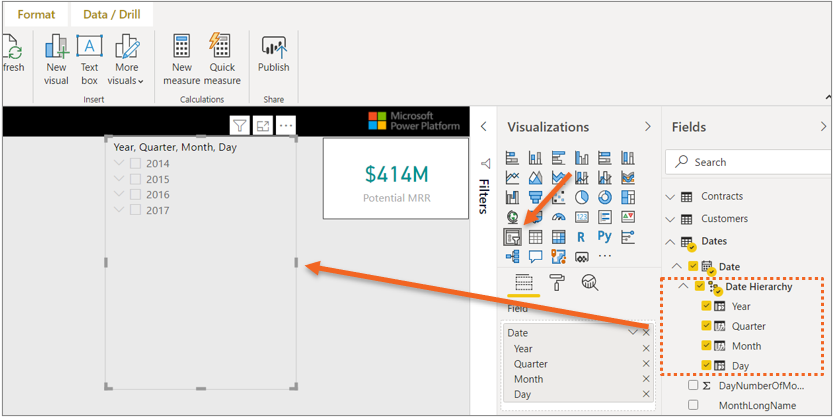 Format
Data / Drill
fresh
New visual
Text box
More visuals
New measure
Quick measure
Publish
Insert
Calculations
Share
Microsoft
Power Platform
Year, Quarter, Month, Day
2014
2015
2016
2017
$414M
Potential MRR
Filters
Visualizations
123
R
Py
Field
Date
Year
Quarter
Month
Day
Fields
Search
Contracts
Customers
Dates
Date
Date Hierarchy
Year
Quarter
Month
Day
DayNumberOfMo...
MonthLongName